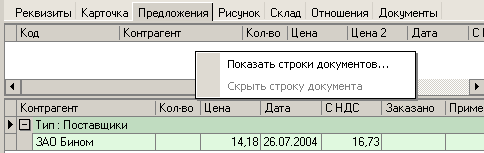 Реквизиты Карточка Предложения Рисунок Склад Отношения Документы
Код Контрагент Кол-во Цена Цена 2 Дата С Н
Показать строки документов...
Скрыть строку документа
Контрагент Кол-во Цена Дата С НДС Заказано Приме
Тип : Поставщики
ЗАО Бином 14,18 26.07.2004 16,73